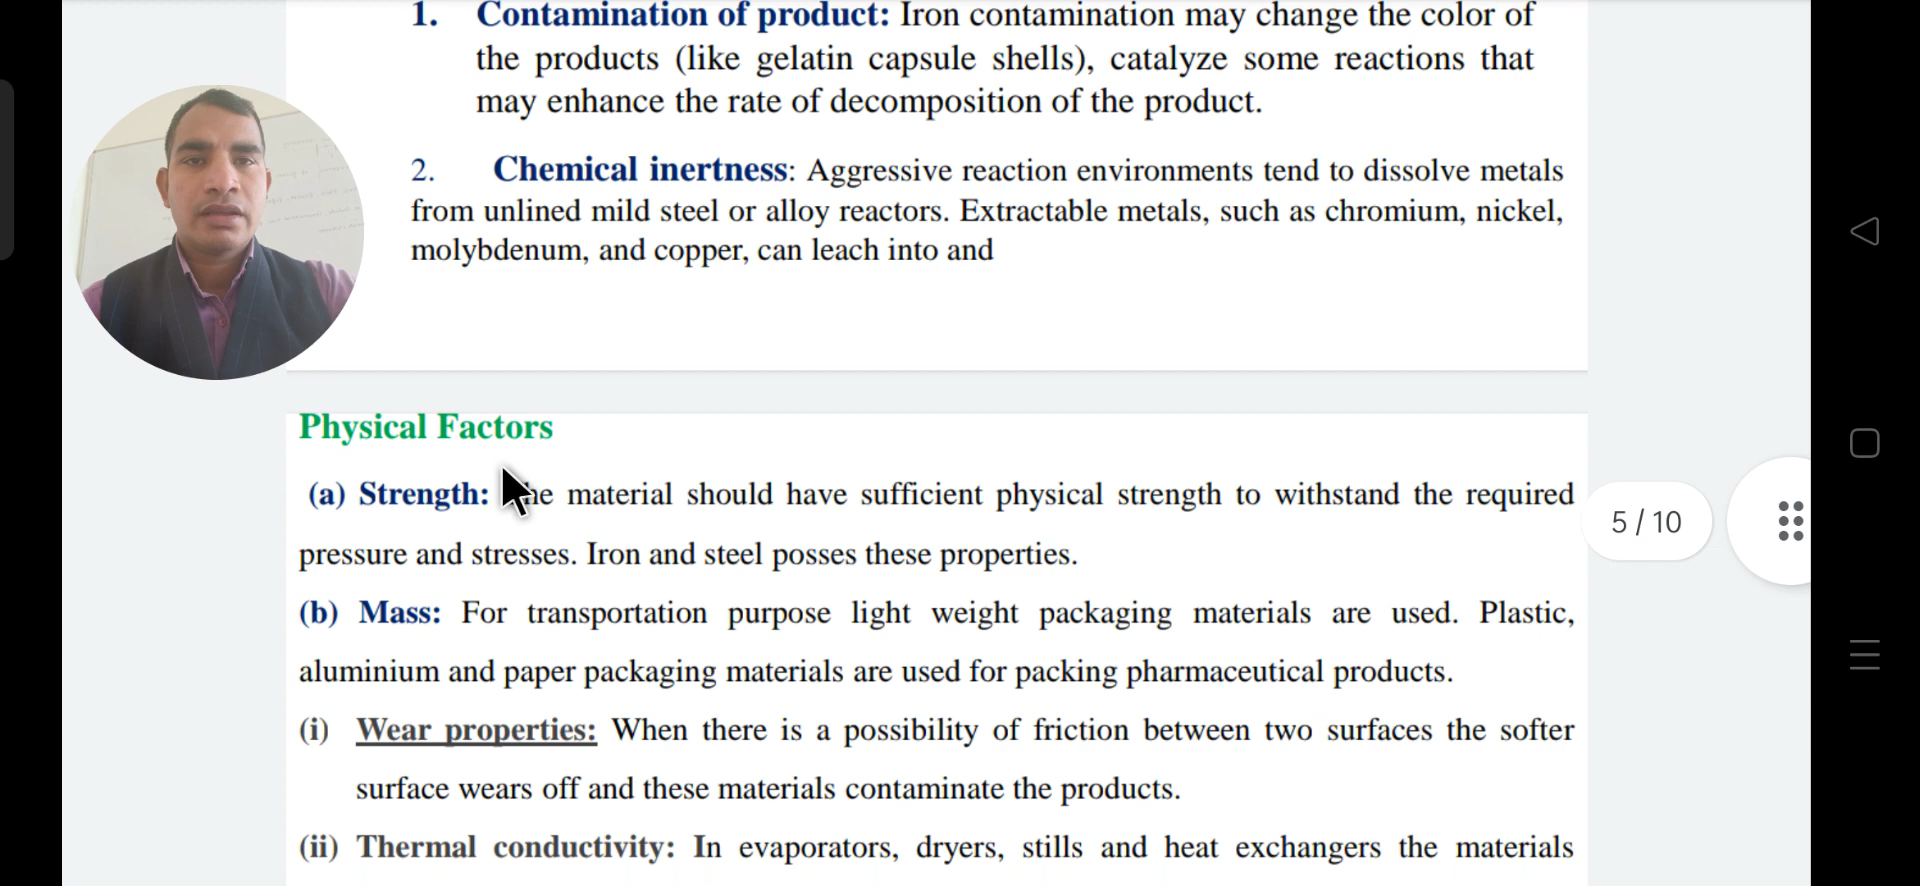 1. Contamination of product: Iron contamination may change the color of
the products (like gelatin capsule shells), catalyze some reactions that
may enhance the rate of decomposition of the product.
2. Chemical inertness: Aggressive reaction environments tend to dissolve metals
from unlined mild steel or alloy reactors. Extractable metals, such as chromium, nickel,
molybdenum, and copper, can leach into and
Physical Factors
(a) Strength: material should have sufficient physical strength to withstand the required
pressure and stresses. Iron and steel posses these properties.
(b) Mass: For transportation purpose light weight packaging materials are used. Plastic,
aluminium and paper packaging materials are used for packing pharmaceutical products.
(i) Wear properties: When there is a possibility of friction between two surfaces the softer
surface wears off and these materials contaminate the products.
(ii) Thermal conductivity: In evaporators, dryers, stills and heat exchangers the materials
5 / 10